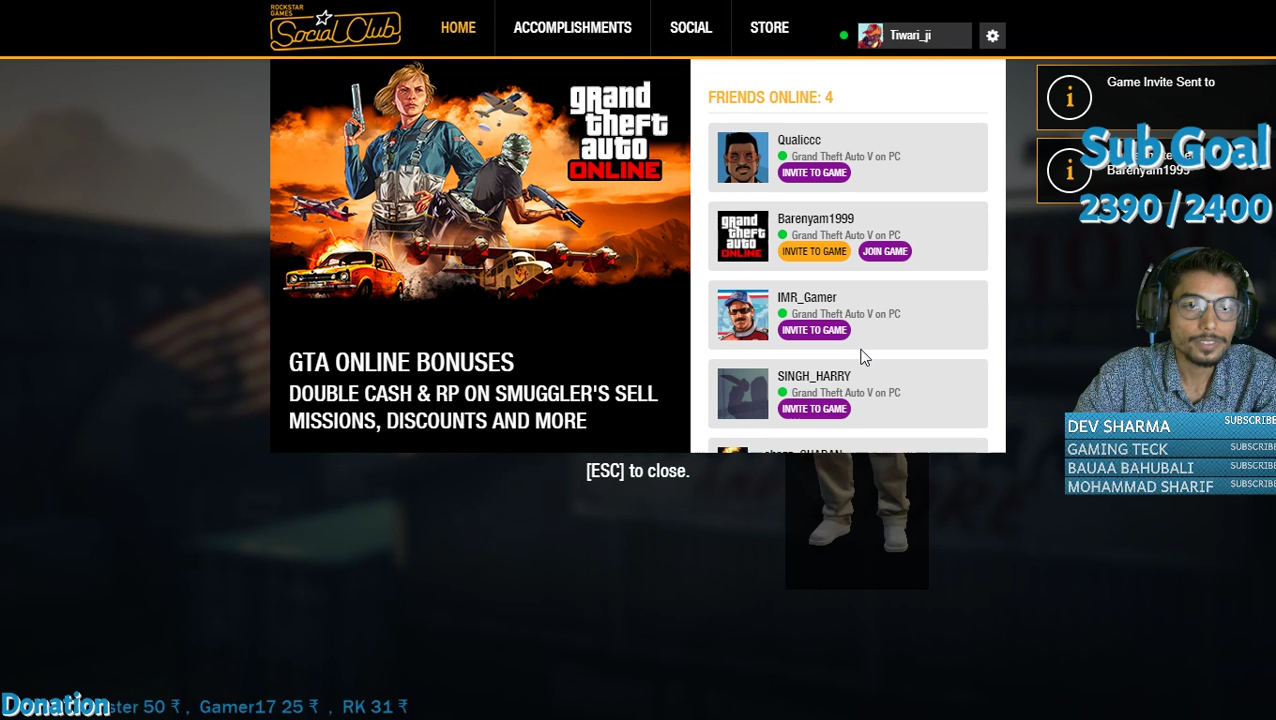 ROCKSTAR
GAMES
Social Club
HOME
ACCOMPLISHMENTS
SOCIAL
STORE
Tiwari_ji
grand
theft
auto
ONLINE
GTA ONLINE BONUSES
DOUBLE CASH & RP ON SMUGGLER'S SELL
MISSIONS, DISCOUNTS AND MORE
FRIENDS ONLINE: 4
Qualiccc
Grand Theft Auto V on PC
INVITE TO GAME
grand
theft
auto
ONLINE
Barenyam1999
Grand Theft Auto V on PC
INVITE TO GAME JOIN GAME
IMR_Gamer
Grand Theft Auto V on PC
INVITE TO GAME
SINGH_HARRY
Grand Theft Auto V on PC
INVITE TO GAME
[ESC] to close.
Game Invite Sent to
Barenyam1999
Sub Goal
2390/2400
DEV SHARMA SUBSCRIBE
GAMING TECK SUBSCRIBE
BAUAA BAHUBALI SUBSCRIBE
MOHAMMAD SHARIF SUBSCRIBE
Donation
ster 50 ₹ , Gamer17 25 ₹ , RK 31 ₹